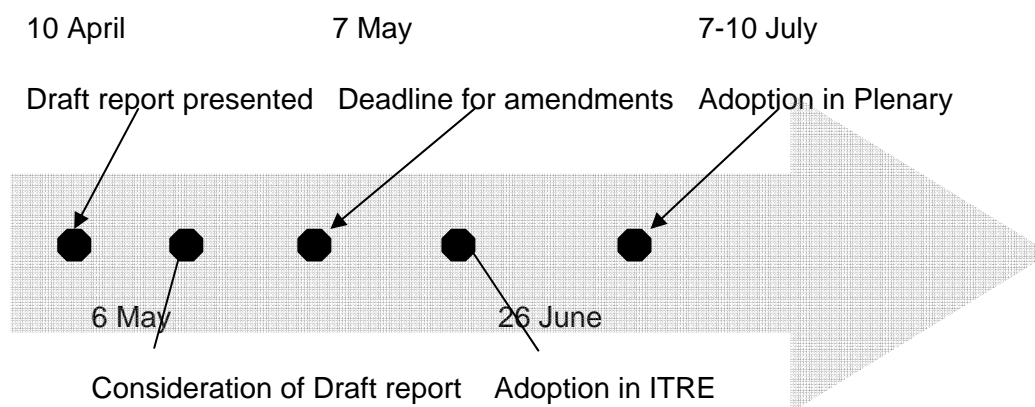 10 April 7 May 7-10 July
Draft report presented Deadline for amendments Adoption in Plenary
6 May 26 June
Consideration of Draft report Adoption in ITRE